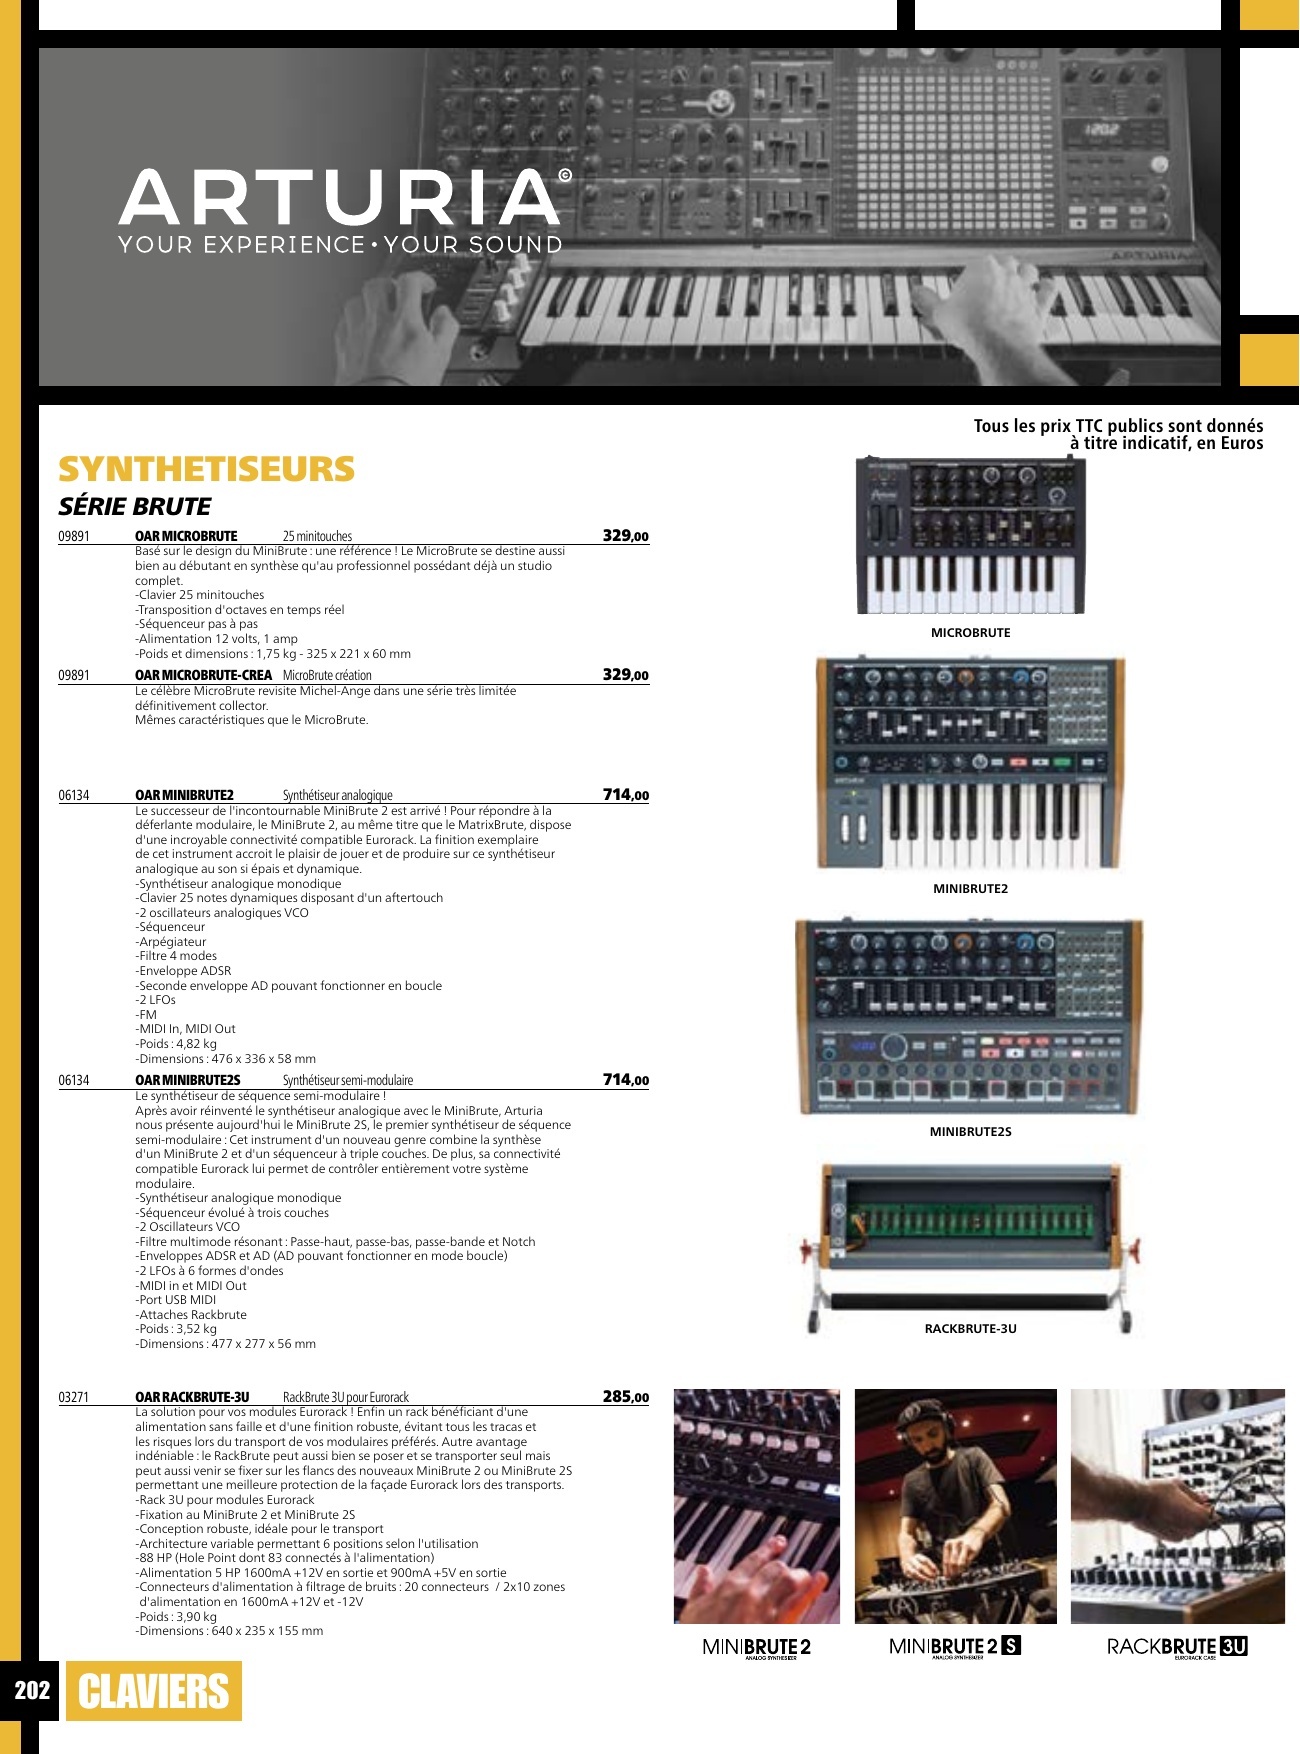 ARTURIA©
YOUR EXPERIENCE • YOUR SOUND
1202
ARTURIA
Tous les prix TTC publics sont donnés
à titre indicatif, en Euros
SYNTHETISEURS
SÉRIE BRUTE
09891 OAR MICROBRUTE 25 minitouches 329,00
Basé sur le design du MiniBrute : une référence ! Le MicroBrute se destine aussi
bien au débutant en synthèse qu'au professionnel possédant déjà un studio
complet.
-Clavier 25 minitouches
-Transposition d'octaves en temps réel
-Séquenceur pas à pas
-Alimentation 12 volts, 1 amp
-Poids et dimensions : 1,75 kg - 325 x 221 x 60 mm
09891 OAR MICROBRUTE-CREA MicroBrute création 329,00
Le célèbre MicroBrute revisite Michel-Ange dans une série très limitée
définitivement collector.
Mêmes caractéristiques que le MicroBrute.
06134 OAR MINIBRUTE2 Synthétiseur analogique 714,00
Le successeur de l'incontournable MiniBrute 2 est arrivé ! Pour répondre à la
déferlante modulaire, le MiniBrute 2, au même titre que le MatrixBrute, dispose
d'une incroyable connectivité compatible Eurorack. La finition exemplaire
de cet instrument accroit le plaisir de jouer et de produire sur ce synthétiseur
analogique au son si épais et dynamique.
-Synthétiseur analogique monodique
-Clavier 25 notes dynamiques disposant d'un aftertouch
-2 oscillateurs analogiques VCO
-Séquenceur
-Arpégiateur
-Filtre 4 modes
-Enveloppe ADSR
-Seconde enveloppe AD pouvant fonctionner en boucle
-2 LFOs
-FM
-MIDI In, MIDI Out
-Poids : 4,82 kg
-Dimensions : 476 x 336 x 58 mm
06134 OAR MINIBRUTE2S Synthétiseur semi-modulaire 714,00
Le synthétiseur de séquence semi-modulaire !
Après avoir réinventé le synthétiseur analogique avec le MiniBrute, Arturia
nous présente aujourd'hui le MiniBrute 2S, le premier synthétiseur de séquence
semi-modulaire : Cet instrument d'un nouveau genre combine la synthèse
d'un MiniBrute 2 et d'un séquenceur à triple couches. De plus, sa connectivité
compatible Eurorack lui permet de contrôler entièrement votre système
modulaire.
-Synthétiseur analogique monodique
-Séquenceur évolué à trois couches
-2 Oscillateurs VCO
-Filtre multimode résonant : Passe-haut, passe-bas, passe-bande et Notch
-Enveloppes ADSR et AD (AD pouvant fonctionner en mode boucle)
-2 LFOs à 6 formes d'ondes
-MIDI in et MIDI Out
-Port USB MIDI
-Attaches Rackbrute
-Poids : 3,52 kg
-Dimensions : 477 x 277 x 56 mm
03271 OAR RACKBRUTE-3U RackBrute 3U pour Eurorack 285,00
La solution pour vos modules Eurorack ! Enfin un rack bénéficiant d'une
alimentation sans faille et d'une finition robuste, évitant tous les tracas et
les risques lors du transport de vos modulaires préférés. Autre avantage
indéniable : le RackBrute peut aussi bien se poser et se transporter seul mais
peut aussi venir se fixer sur les flancs des nouveaux MiniBrute 2 ou MiniBrute 2S
permettant une meilleure protection de la façade Eurorack lors des transports.
-Rack 3U pour modules Eurorack
-Fixation au MiniBrute 2 et MiniBrute 2S
-Conception robuste, idéale pour le transport
-Architecture variable permettant 6 positions selon l'utilisation
-88 HP (Hole Point dont 83 connectés à l'alimentation)
-Alimentation 5 HP 1600mA +12V en sortie et 900mA +5V en sortie
-Connecteurs d'alimentation à filtrage de bruits : 20 connecteurs / 2x10 zones
d'alimentation en 1600mA +12V et -12V
-Poids : 3,90 kg
-Dimensions : 640 x 235 x 155 mm
MICROBRUTE
MINIBRUTE2
MINIBRUTE2S
RACKBRUTE-3U
MINIBRUTE 2
ANALOG SYNTHESIZER
MINIBRUTE 2 S
ANALOG SYNTHESIZER
RACKBRUTE 3U
EURORACK CASE
202 CLAVIERS